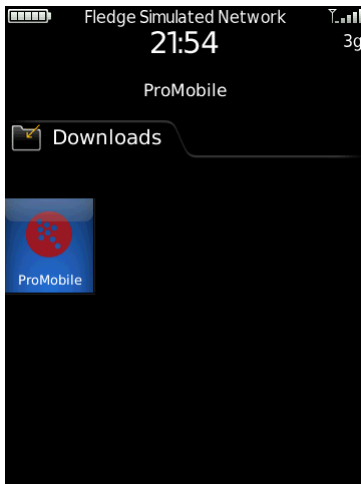 Fledge Simulated Network
21:54
3g
ProMobile
Downloads
ProMobile